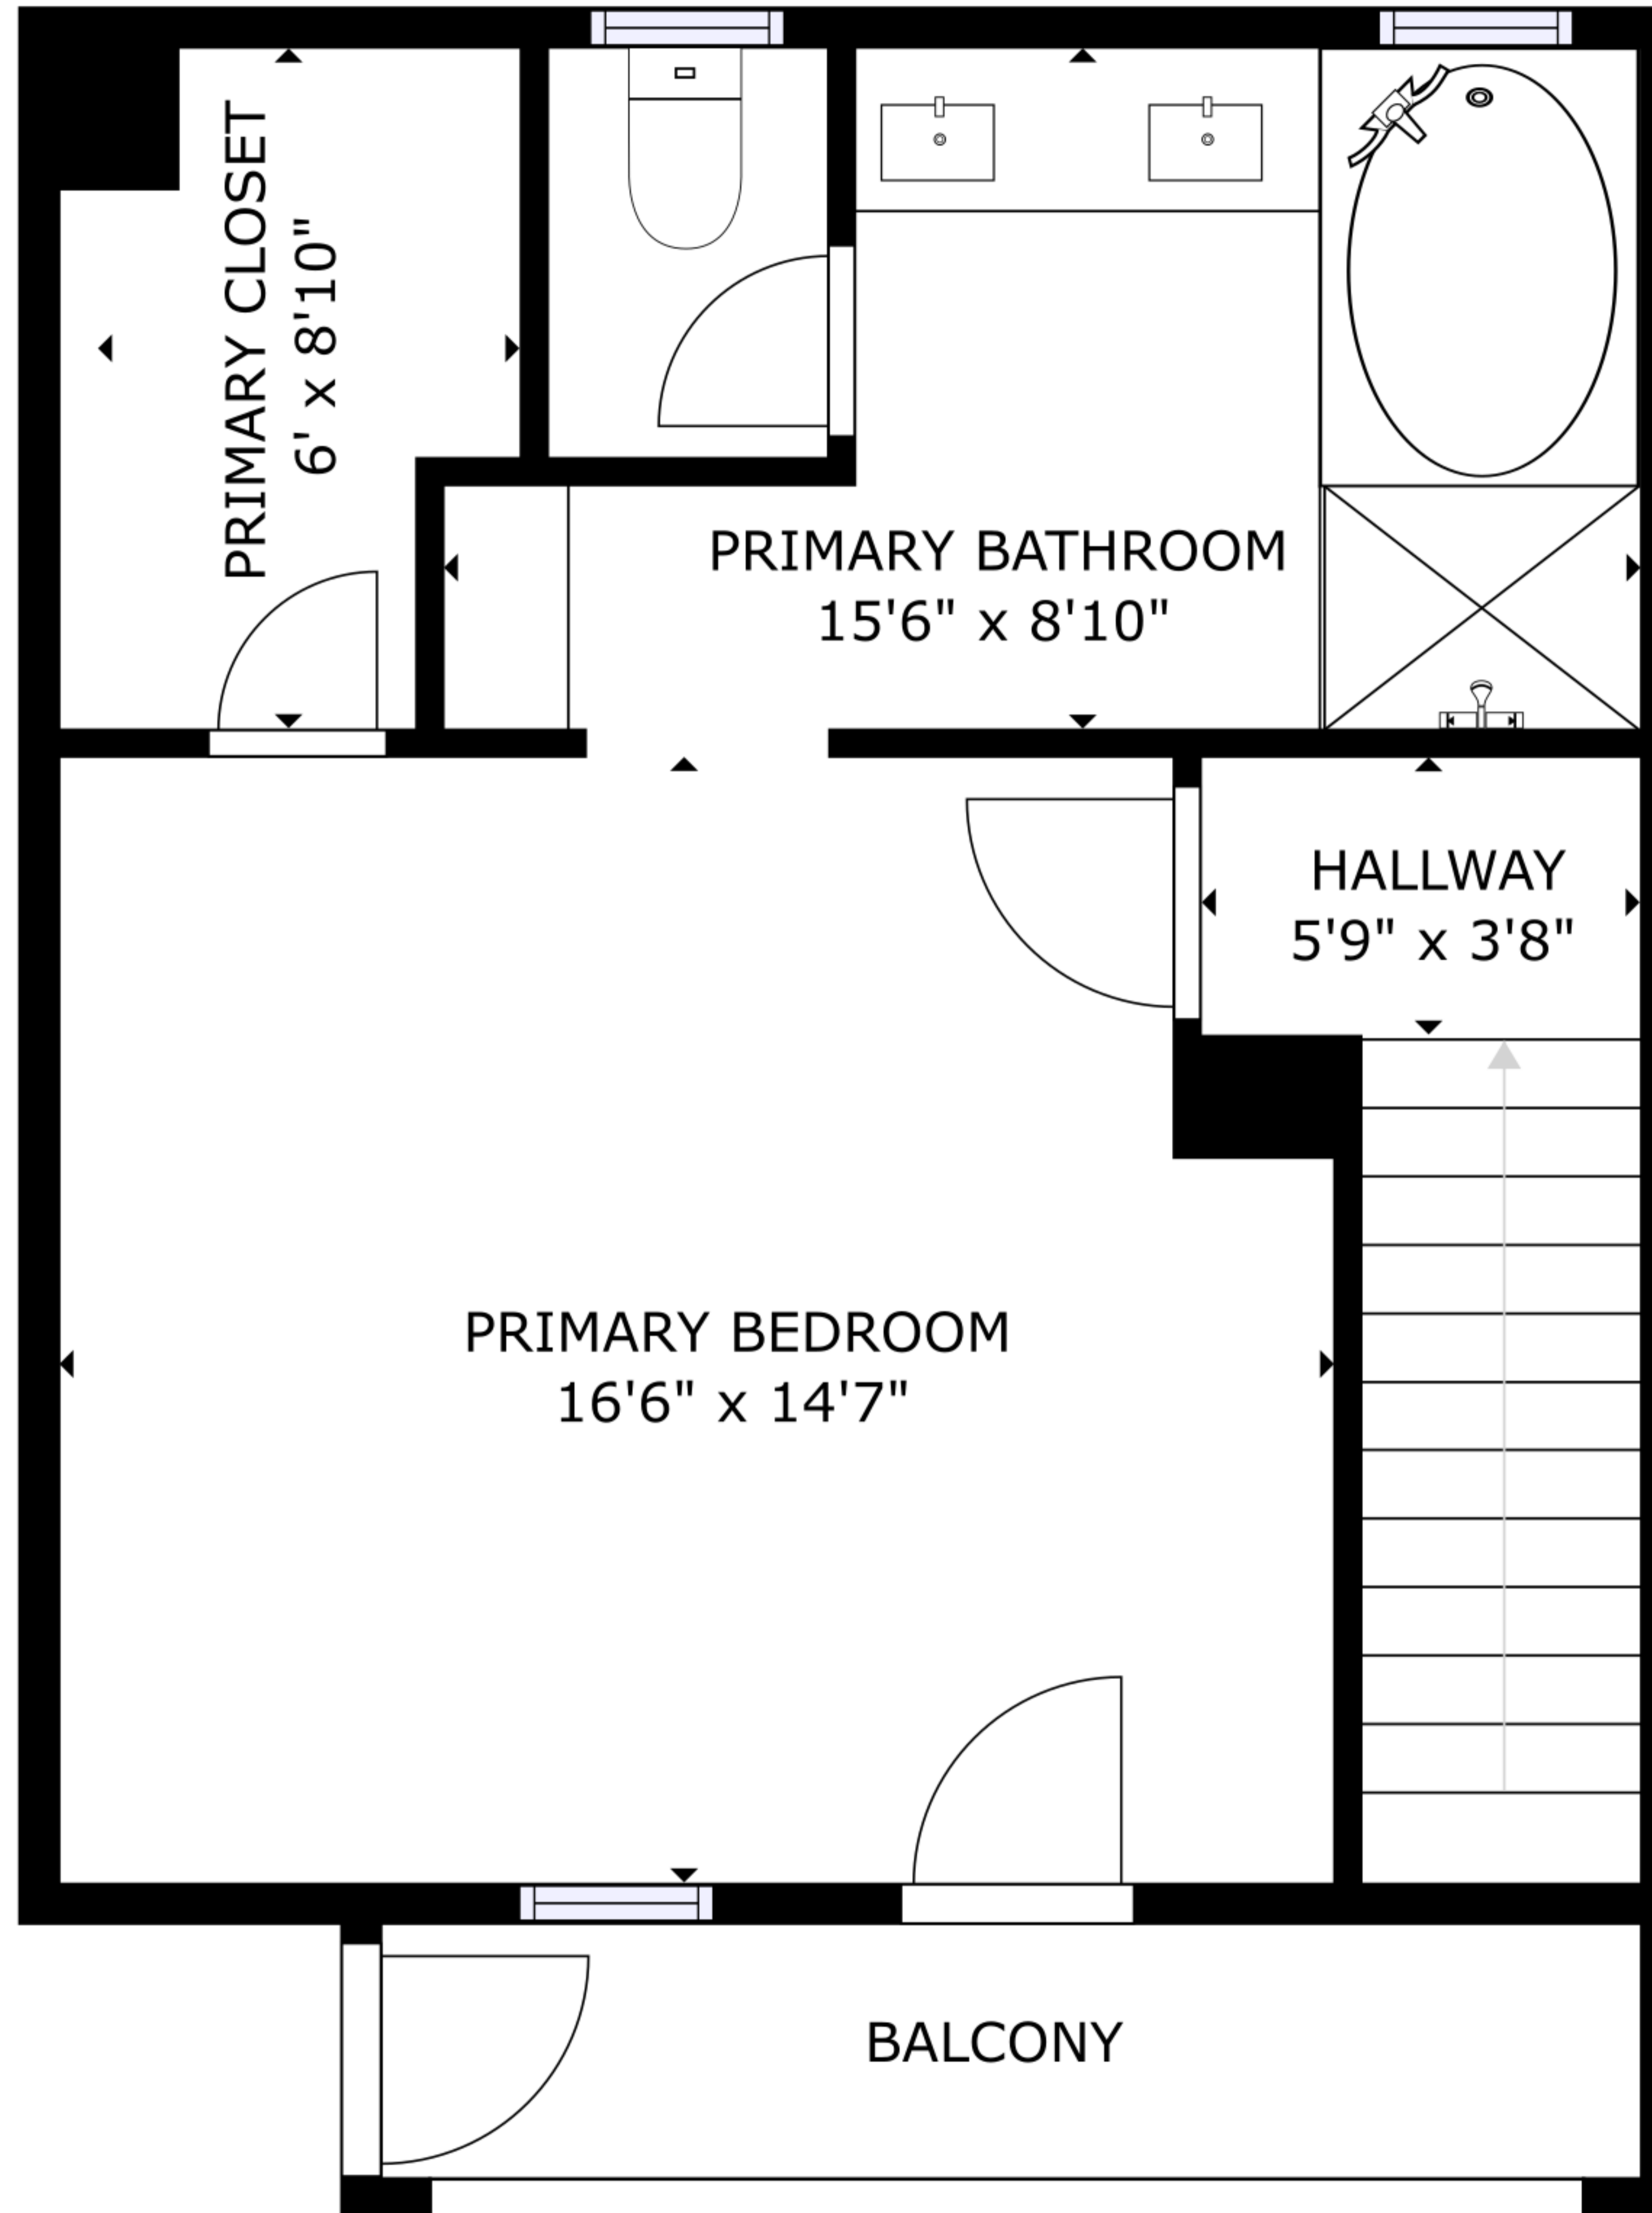 PRIMARY CLOSET
6' x 8'10"
PRIMARY BATHROOM
15'6" x 8'10"
HALLWAY
5'9" x 3'8"
PRIMARY BEDROOM
16'6" x 14'7"
BALCONY